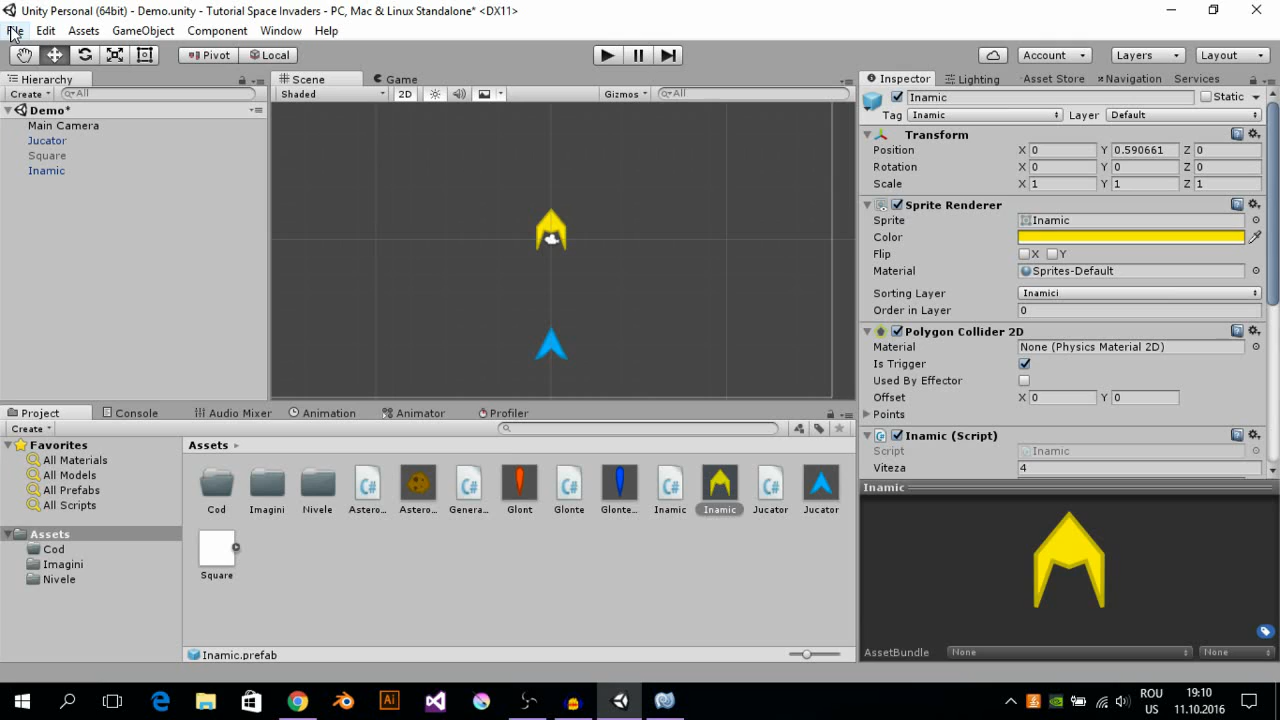 Unity Personal (64bit) - Demo.unity - Tutorial Space Invaders - PC, Mac & Linux Standalone* <DX11>
File Edit Assets GameObject Component Window Help
Pivot Local Account Layers Layout
Hierarchy
Create All
Demo*
Main Camera
Jucator
Square
Inamic
Scene Game
Shaded 2D Gizmos All
Inspector Lighting Asset Store Navigation Services
Inamic Static
Tag Inamic Layer Default
Transform
Position X 0 Y 0.590661 Z 0
Rotation X 0 Y 0 Z 0
Scale X 1 Y 1 Z 1
Sprite Renderer
Sprite Inamic
Color
Flip X Y
Material Sprites-Default
Sorting Layer Inamici
Order in Layer 0
Polygon Collider 2D
Material None (Physics Material 2D)
Is Trigger
Used By Effector
Offset X 0 Y 0
Points
Inamic (Script)
Script Inamic
Viteza 4
Inamic
AssetBundle None None
Project Console Audio Mixer Animation Animator Profiler
Create
Favorites
All Materials
All Models
All Prefabs
All Scripts
Assets
Cod
Imagini
Nivele
Assets
Cod Imagini Nivele Astero... Astero... Genera... Glont Glonte Glonte... Inamic Inamic Jucator Jucator
Square
Inamic.prefab
ROU
US
19:10
11.10.2016